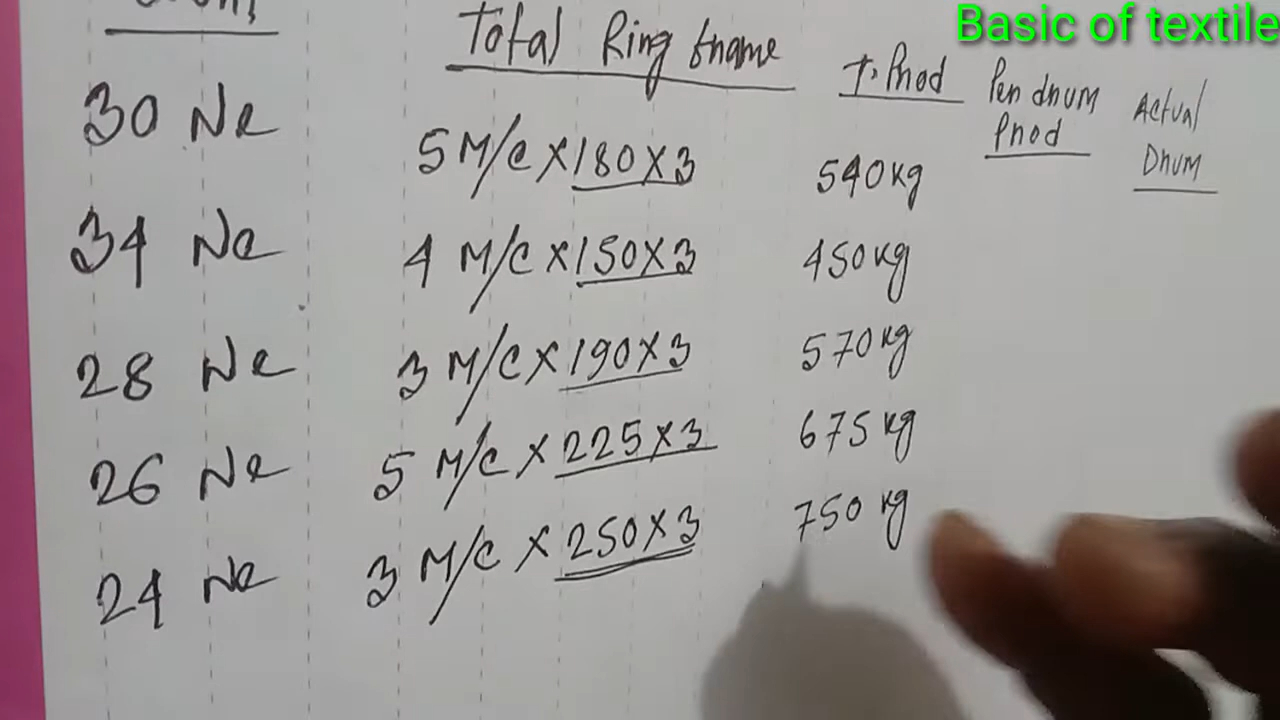 Basic of textile
Total Ring frame
T. Prod
Per drum
Prod
Actual
Drum
30 Ne 5 M/C X 180 X 3 540 kg
34 Ne 4 M/C X 150 X 3 450 kg
28 Ne 3 M/C X 190 X 3 570 kg
26 Ne 5 M/C X 225 X 3 675 kg
24 Ne 3 M/C X 250 X 3 750 kg